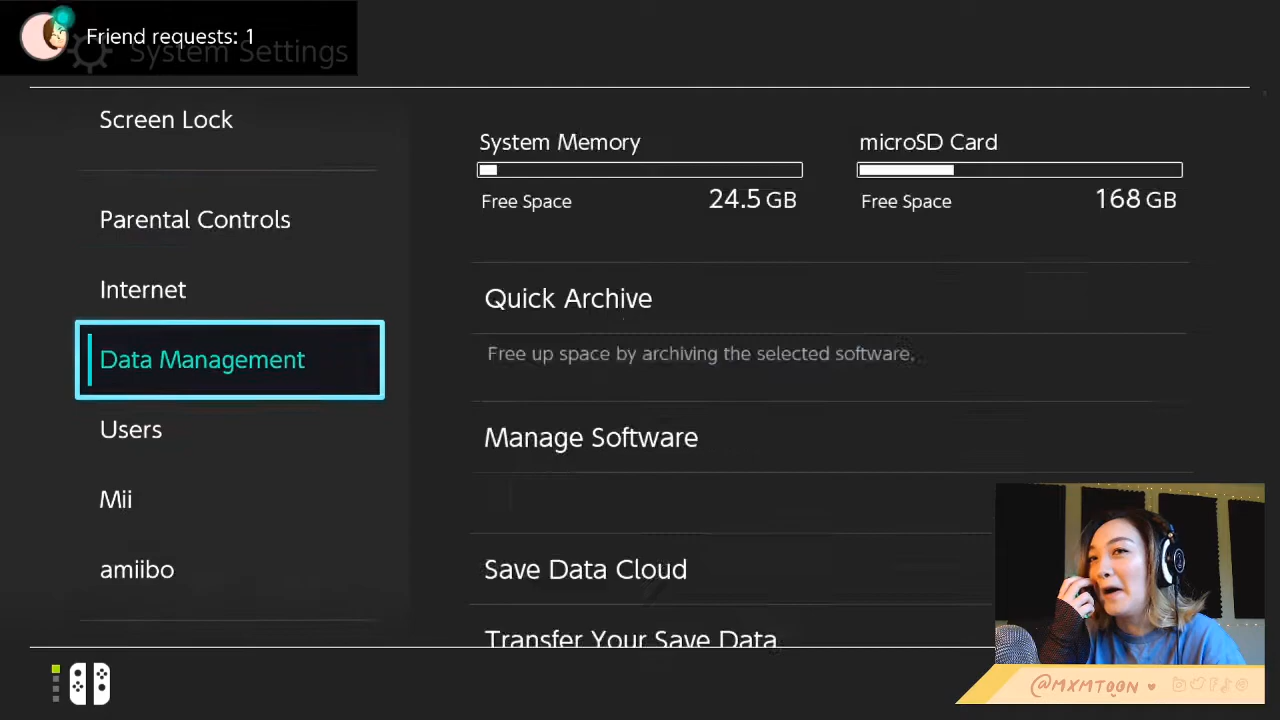 Friend requests: 1
System Settings
Screen Lock
Parental Controls
Internet
Data Management
Users
Mii
amiibo
System Memory
Free Space 24.5 GB
microSD Card
Free Space 168 GB
Quick Archive
Free up space by archiving the selected software.
Manage Software
Save Data Cloud
Transfer Your Save Data
@MXMTOON